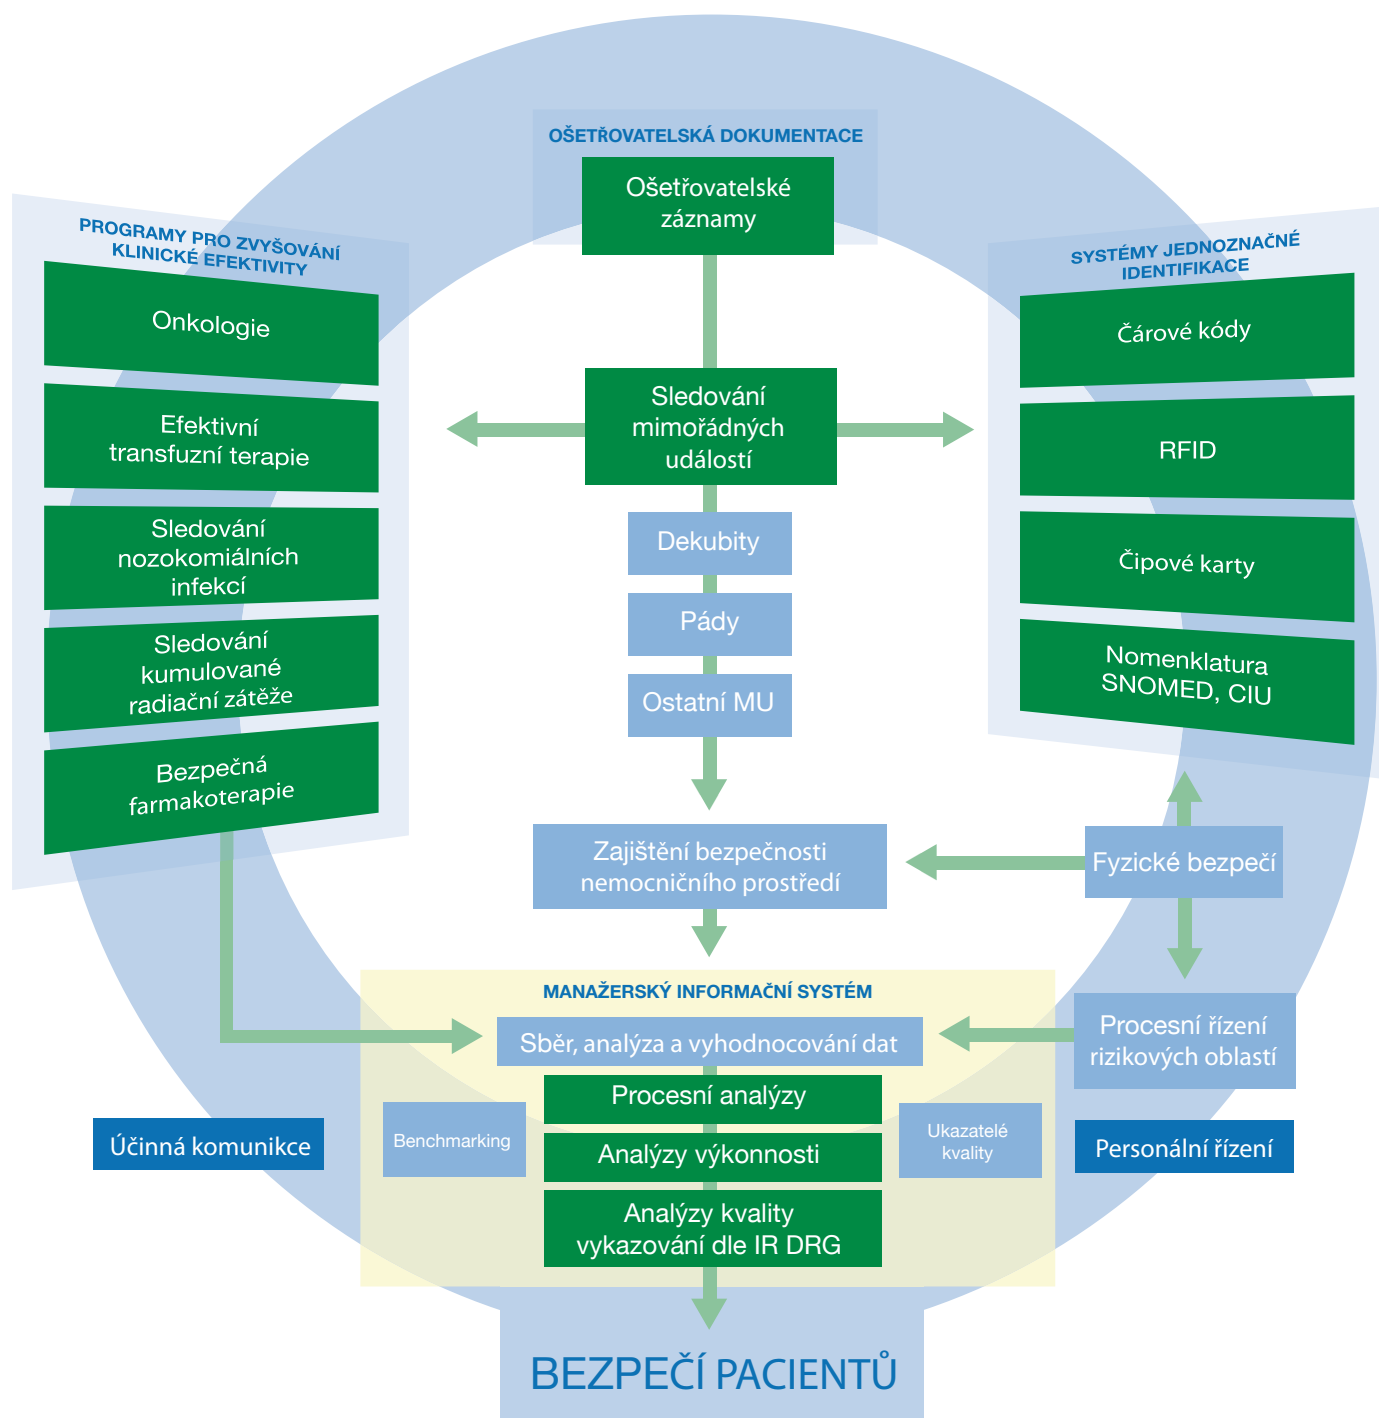 OŠETŘOVATELSKÁ DOKUMENTACE
Ošetřovatelské
záznamy
PROGRAMY PRO ZVYŠOVÁNÍ
KLINICKÉ EFEKTIVITY
Onkologie
Efektivní
transfuzní terapie
Sledování
nozokomiálních
infekcí
Sledování
kumulované
radiační zátěže
Bezpečná
farmakoterapie
SYSTÉMY JEDNOZNAČNÉ
IDENTIFIKACE
Čárové kódy
RFID
Čipové karty
Nomenklatura
SNOMED, CIU
Sledování
mimořádných
událostí
Dekubity
Pády
Ostatní MU
Zajištění bezpečnosti
nemocničního prostředí
Fyzické bezpečí
Procesní řízení
rizikových oblastí
MANAŽERSKÝ INFORMAČNÍ SYSTÉM
Sběr, analýza a vyhodnocování dat
Procesní analýzy
Analýzy výkonnosti
Analýzy kvality
vykazování dle IR DRG
Benchmarking
Ukazatelé
kvality
Účinná komunikce
Personální řízení
BEZPEČÍ PACIENTŮ